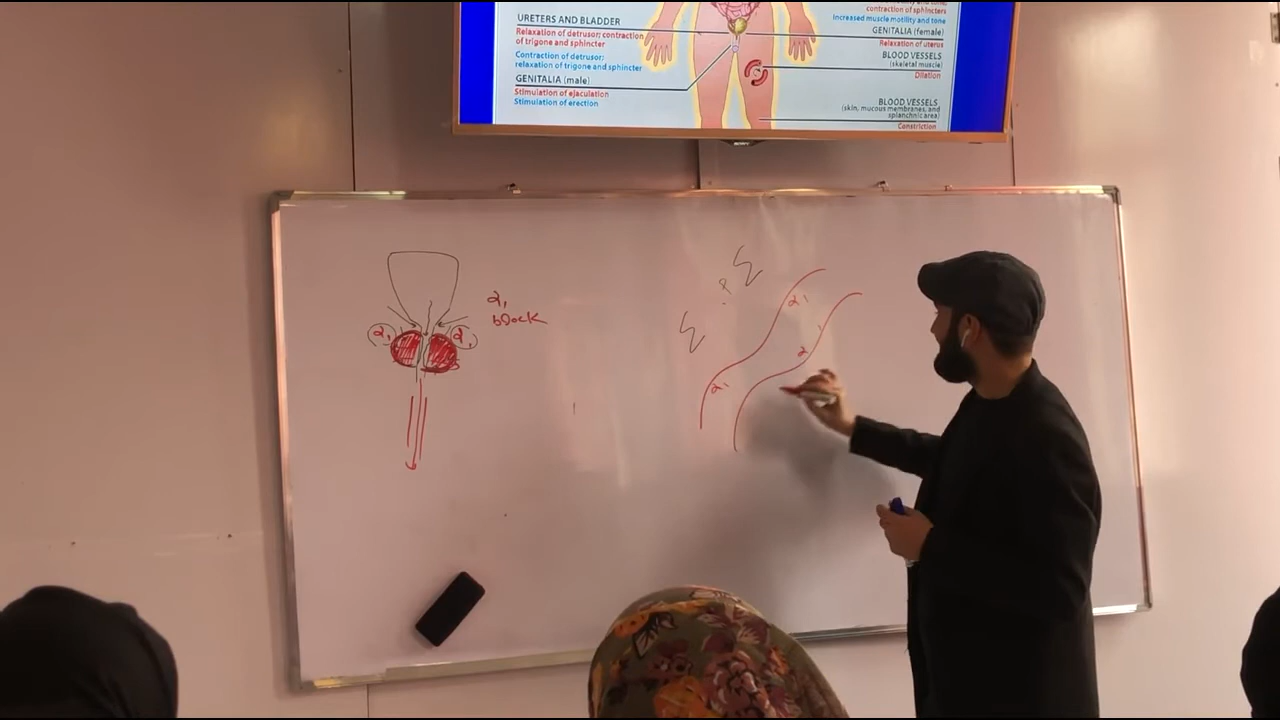 URETERS AND BLADDER
Relaxation of detrusor; contraction
of trigone and sphincter
Contraction of detrusor;
relaxation of trigone and sphincter
GENITALIA (male)
Stimulation of ejaculation
Stimulation of erection
contraction of sphincters
Increased muscle motility and tone
GENITALIA (female)
Relaxation of uterus
BLOOD VESSELS
(skeletal muscle)
Dilation
BLOOD VESSELS
(skin, mucous membranes, and
splanchnic area)
Constriction
α₁
block
α₁
α₁
α₁
α
α₁